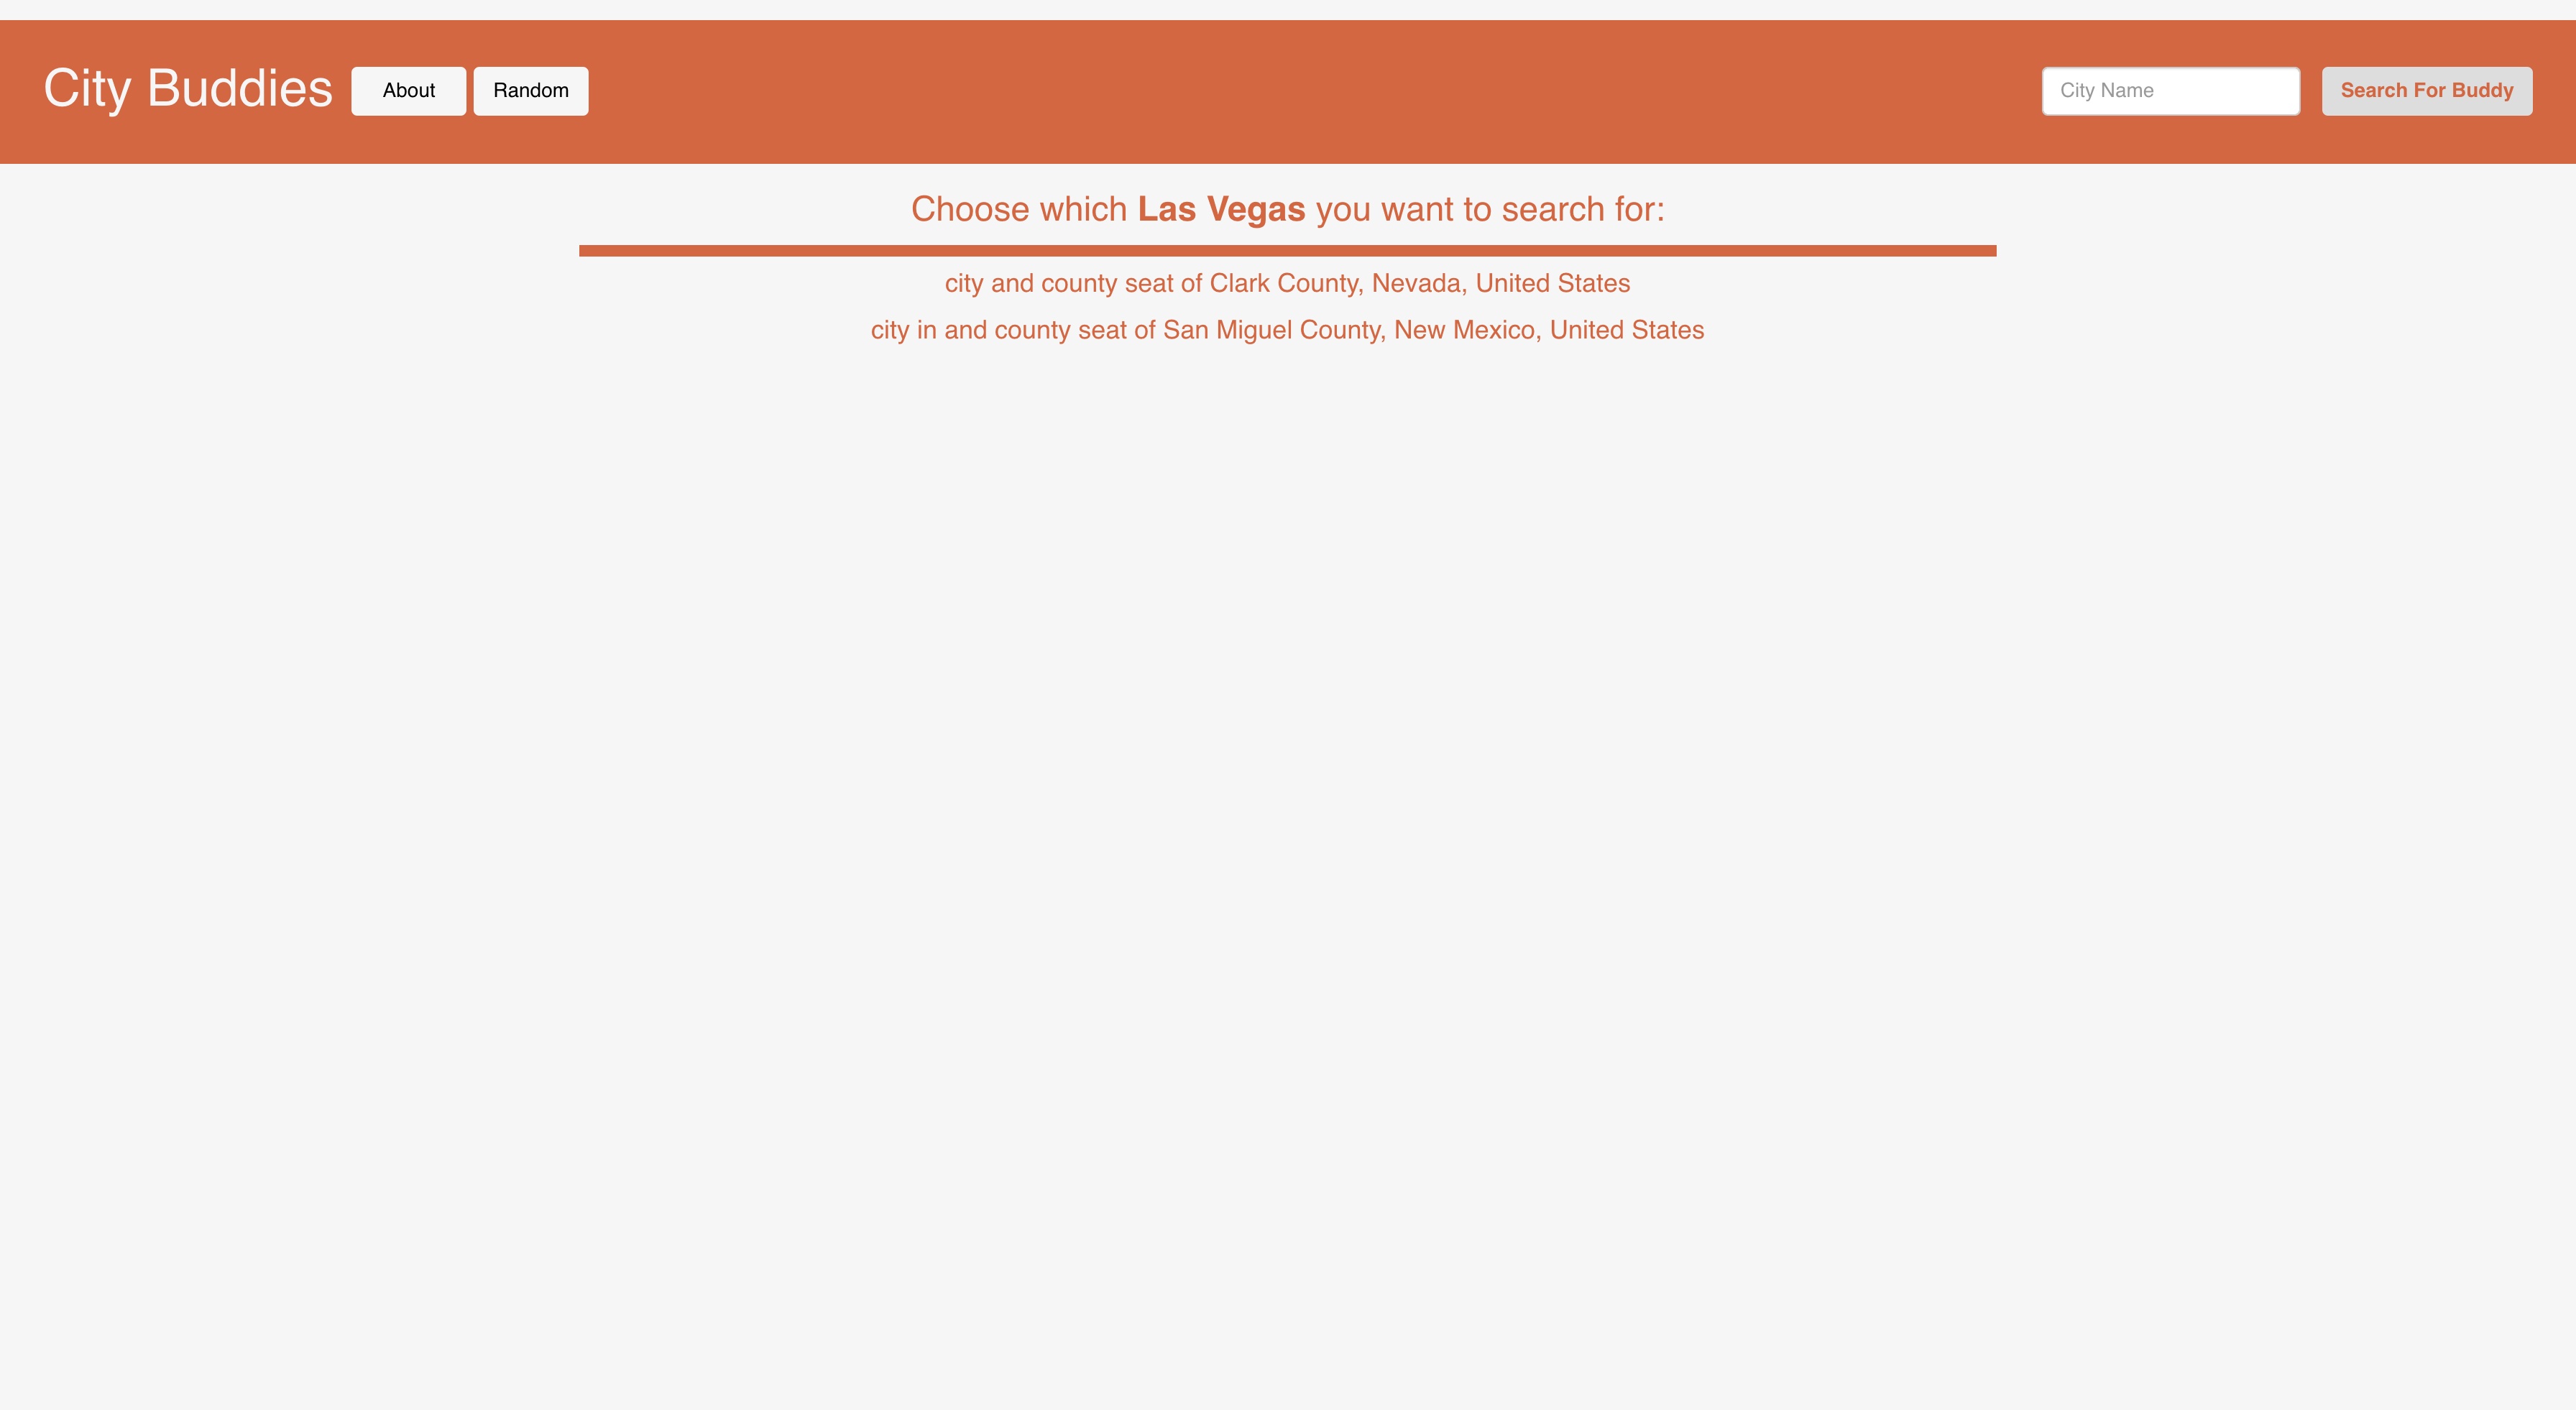 City Buddies About Random City Name Search For Buddy
Choose which Las Vegas you want to search for:
city and county seat of Clark County, Nevada, United States
city in and county seat of San Miguel County, New Mexico, United States